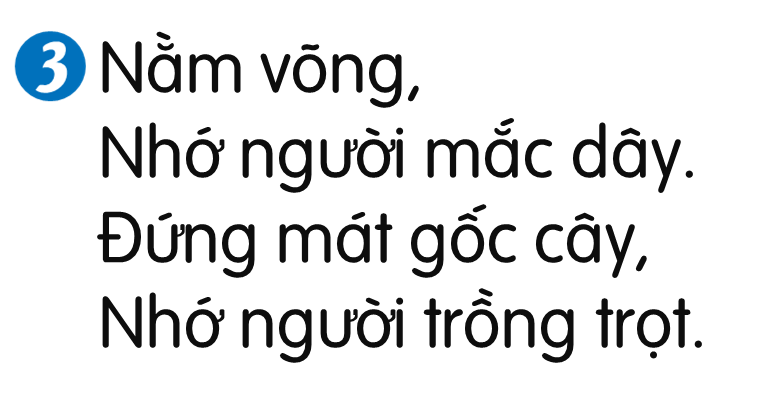 3 Nằm võng,
Nhớ người mắc dây.
Đứng mát gốc cây,
Nhớ người trồng trọt.